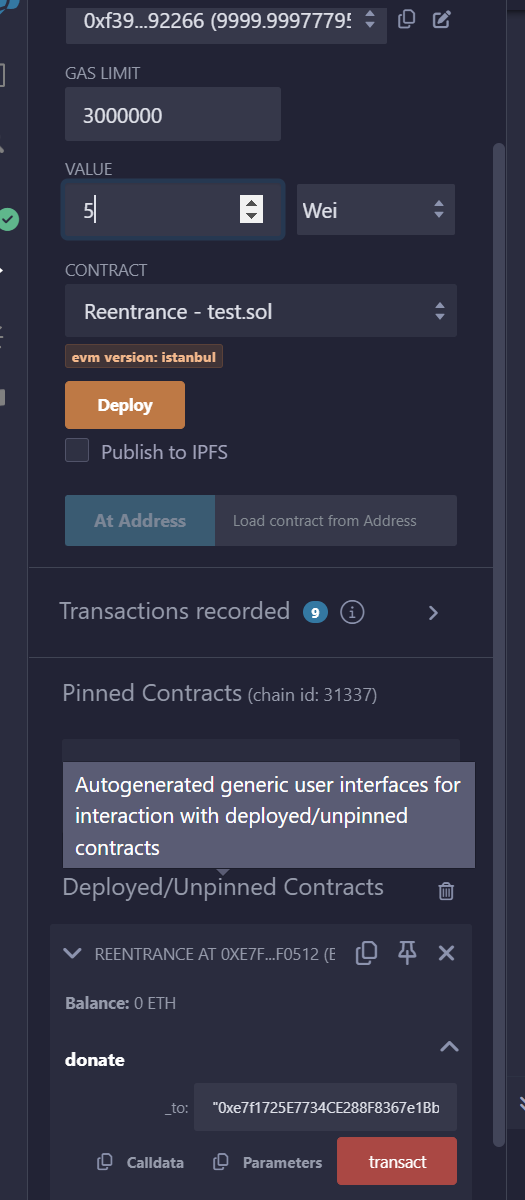 0xf39...92266 (9999.99977795
GAS LIMIT
3000000
VALUE
5
Wei
CONTRACT
Reentrance - test.sol
evm version: istanbul
Deploy
Publish to IPFS
At Address
Load contract from Address
Transactions recorded 9 i
Pinned Contracts (chain id: 31337)
Autogenerated generic user interfaces for
interaction with deployed/unpinned
contracts
Deployed/Unpinned Contracts
REENTRANCE AT 0XE7F...F0512 (E
Balance: 0 ETH
donate
_to: "0xe7f1725E7734CE288F8367e1Bb
Calldata Parameters transact